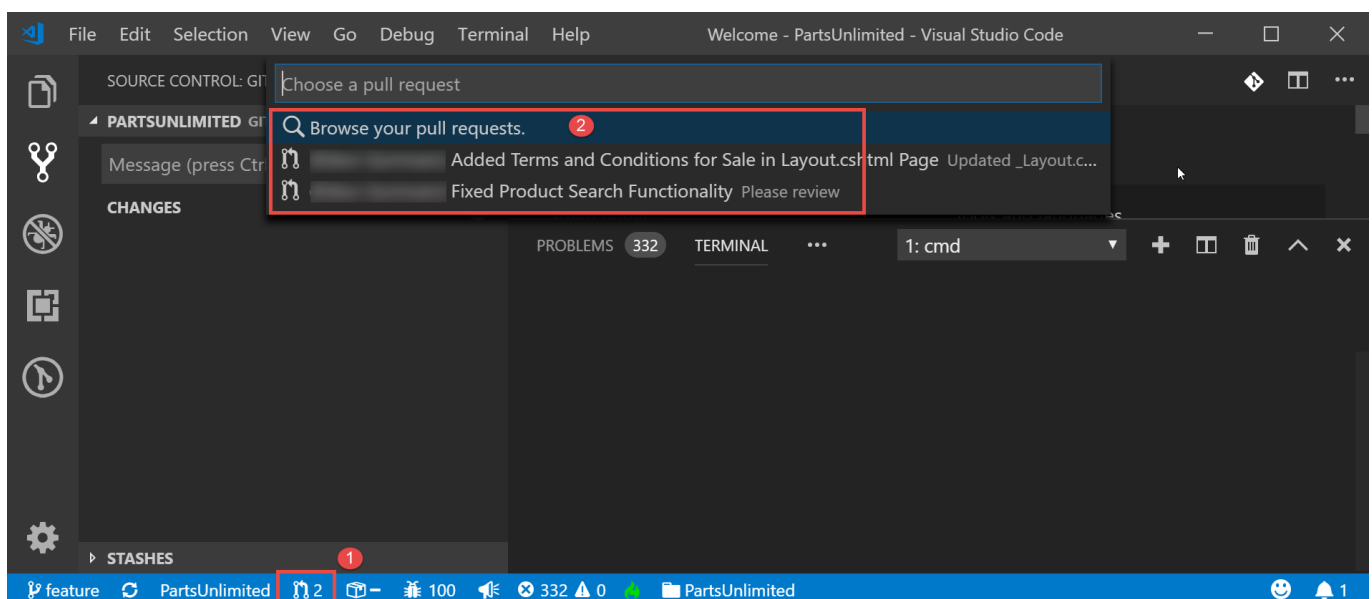 File Edit Selection View Go Debug Terminal Help Welcome - PartsUnlimited - Visual Studio Code
SOURCE CONTROL: GIT
Choose a pull request
PARTSUNLIMITED GI
Browse your pull requests. 2
Message (press Ctr
Added Terms and Conditions for Sale in Layout.cshtml Page Updated _Layout.c...
Fixed Product Search Functionality Please review
CHANGES
PROBLEMS 332 TERMINAL ... 1: cmd
STASHES
1
feature PartsUnlimited 2 100 332 0 PartsUnlimited 1